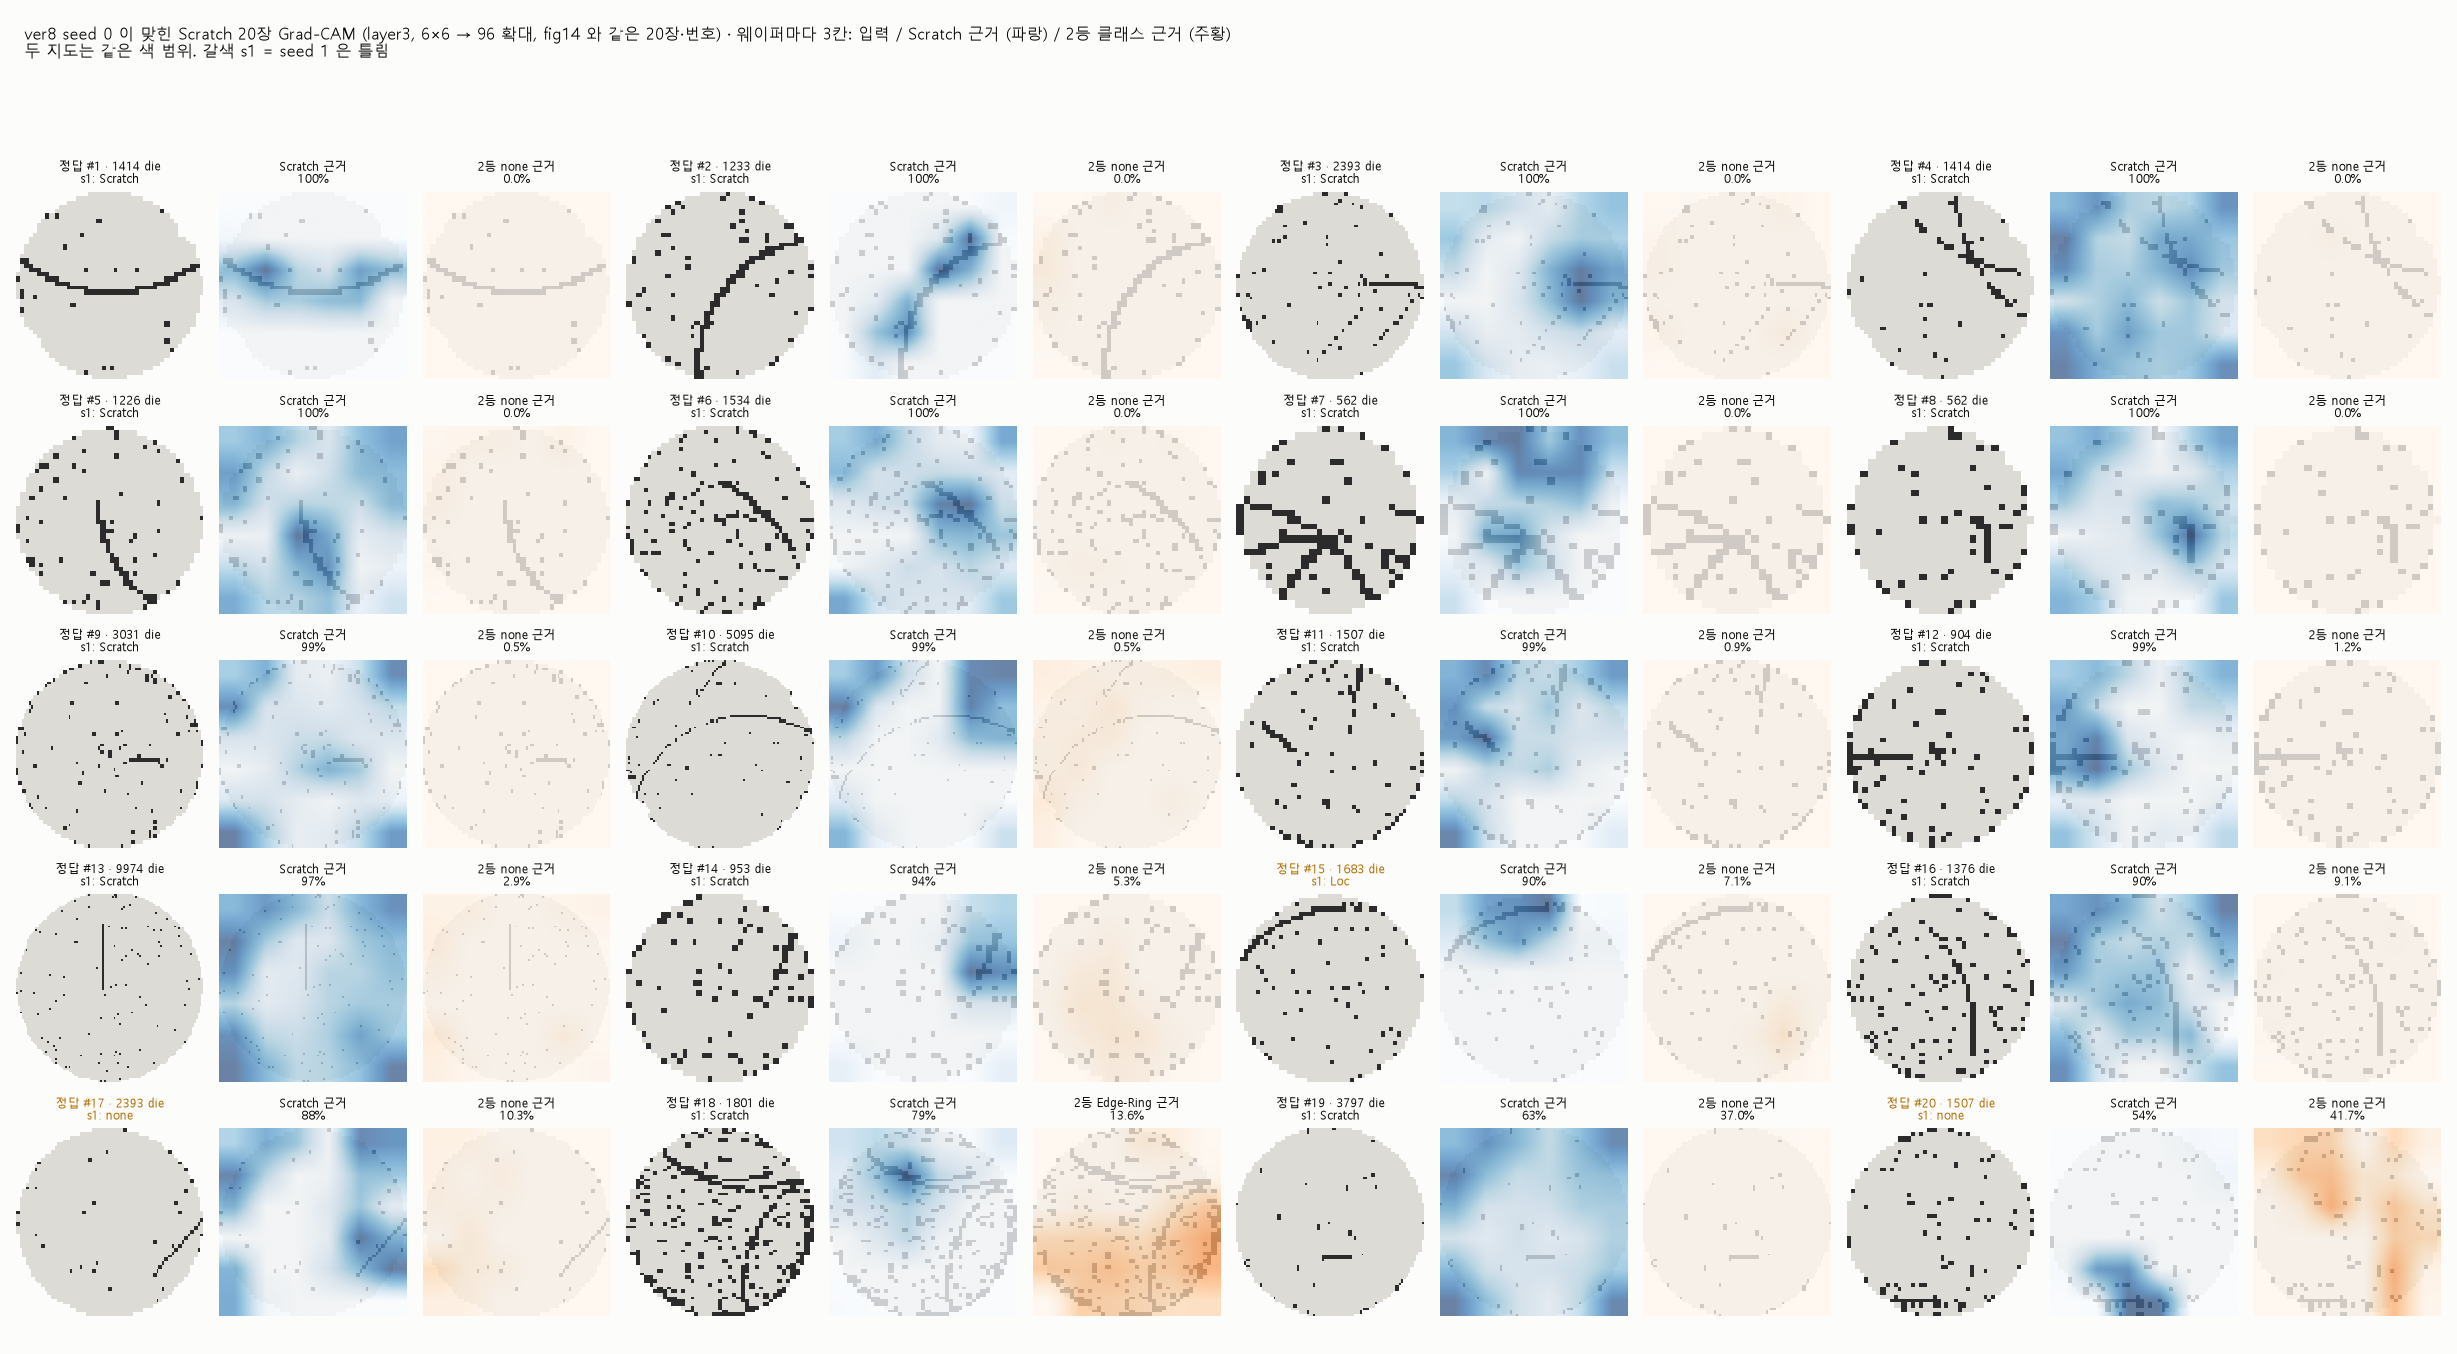 ver8 seed 0 이 맞힌 Scratch 20장 Grad-CAM (layer3, 6×6 → 96 확대, fig14 와 같은 20장·번호) · 웨이퍼마다 3칸: 입력 / Scratch 근거 (파랑) / 2등 클래스 근거 (주황)
두 지도는 같은 색 범위. 갈색 s1 = seed 1 은 틀림
정답 #1 · 1414 die
s1: Scratch
Scratch 근거
100%
2등 none 근거
0.0%
정답 #2 · 1233 die
s1: Scratch
Scratch 근거
100%
2등 none 근거
0.0%
정답 #3 · 2393 die
s1: Scratch
Scratch 근거
100%
2등 none 근거
0.0%
정답 #4 · 1414 die
s1: Scratch
Scratch 근거
100%
2등 none 근거
0.0%
정답 #5 · 1226 die
s1: Scratch
Scratch 근거
100%
2등 none 근거
0.0%
정답 #6 · 1534 die
s1: Scratch
Scratch 근거
100%
2등 none 근거
0.0%
정답 #7 · 562 die
s1: Scratch
Scratch 근거
100%
2등 none 근거
0.0%
정답 #8 · 562 die
s1: Scratch
Scratch 근거
100%
2등 none 근거
0.0%
정답 #9 · 3031 die
s1: Scratch
Scratch 근거
99%
2등 none 근거
0.5%
정답 #10 · 5095 die
s1: Scratch
Scratch 근거
99%
2등 none 근거
0.5%
정답 #11 · 1507 die
s1: Scratch
Scratch 근거
99%
2등 none 근거
0.9%
정답 #12 · 904 die
s1: Scratch
Scratch 근거
99%
2등 none 근거
1.2%
정답 #13 · 9974 die
s1: Scratch
Scratch 근거
97%
2등 none 근거
2.9%
정답 #14 · 953 die
s1: Scratch
Scratch 근거
94%
2등 none 근거
5.3%
정답 #15 · 1683 die
s1: Loc
Scratch 근거
90%
2등 none 근거
7.1%
정답 #16 · 1376 die
s1: Scratch
Scratch 근거
90%
2등 none 근거
9.1%
정답 #17 · 2393 die
s1: none
Scratch 근거
88%
2등 none 근거
10.3%
정답 #18 · 1801 die
s1: Scratch
Scratch 근거
79%
2등 Edge-Ring 근거
13.6%
정답 #19 · 3797 die
s1: Scratch
Scratch 근거
63%
2등 none 근거
37.0%
정답 #20 · 1507 die
s1: none
Scratch 근거
54%
2등 none 근거
41.7%